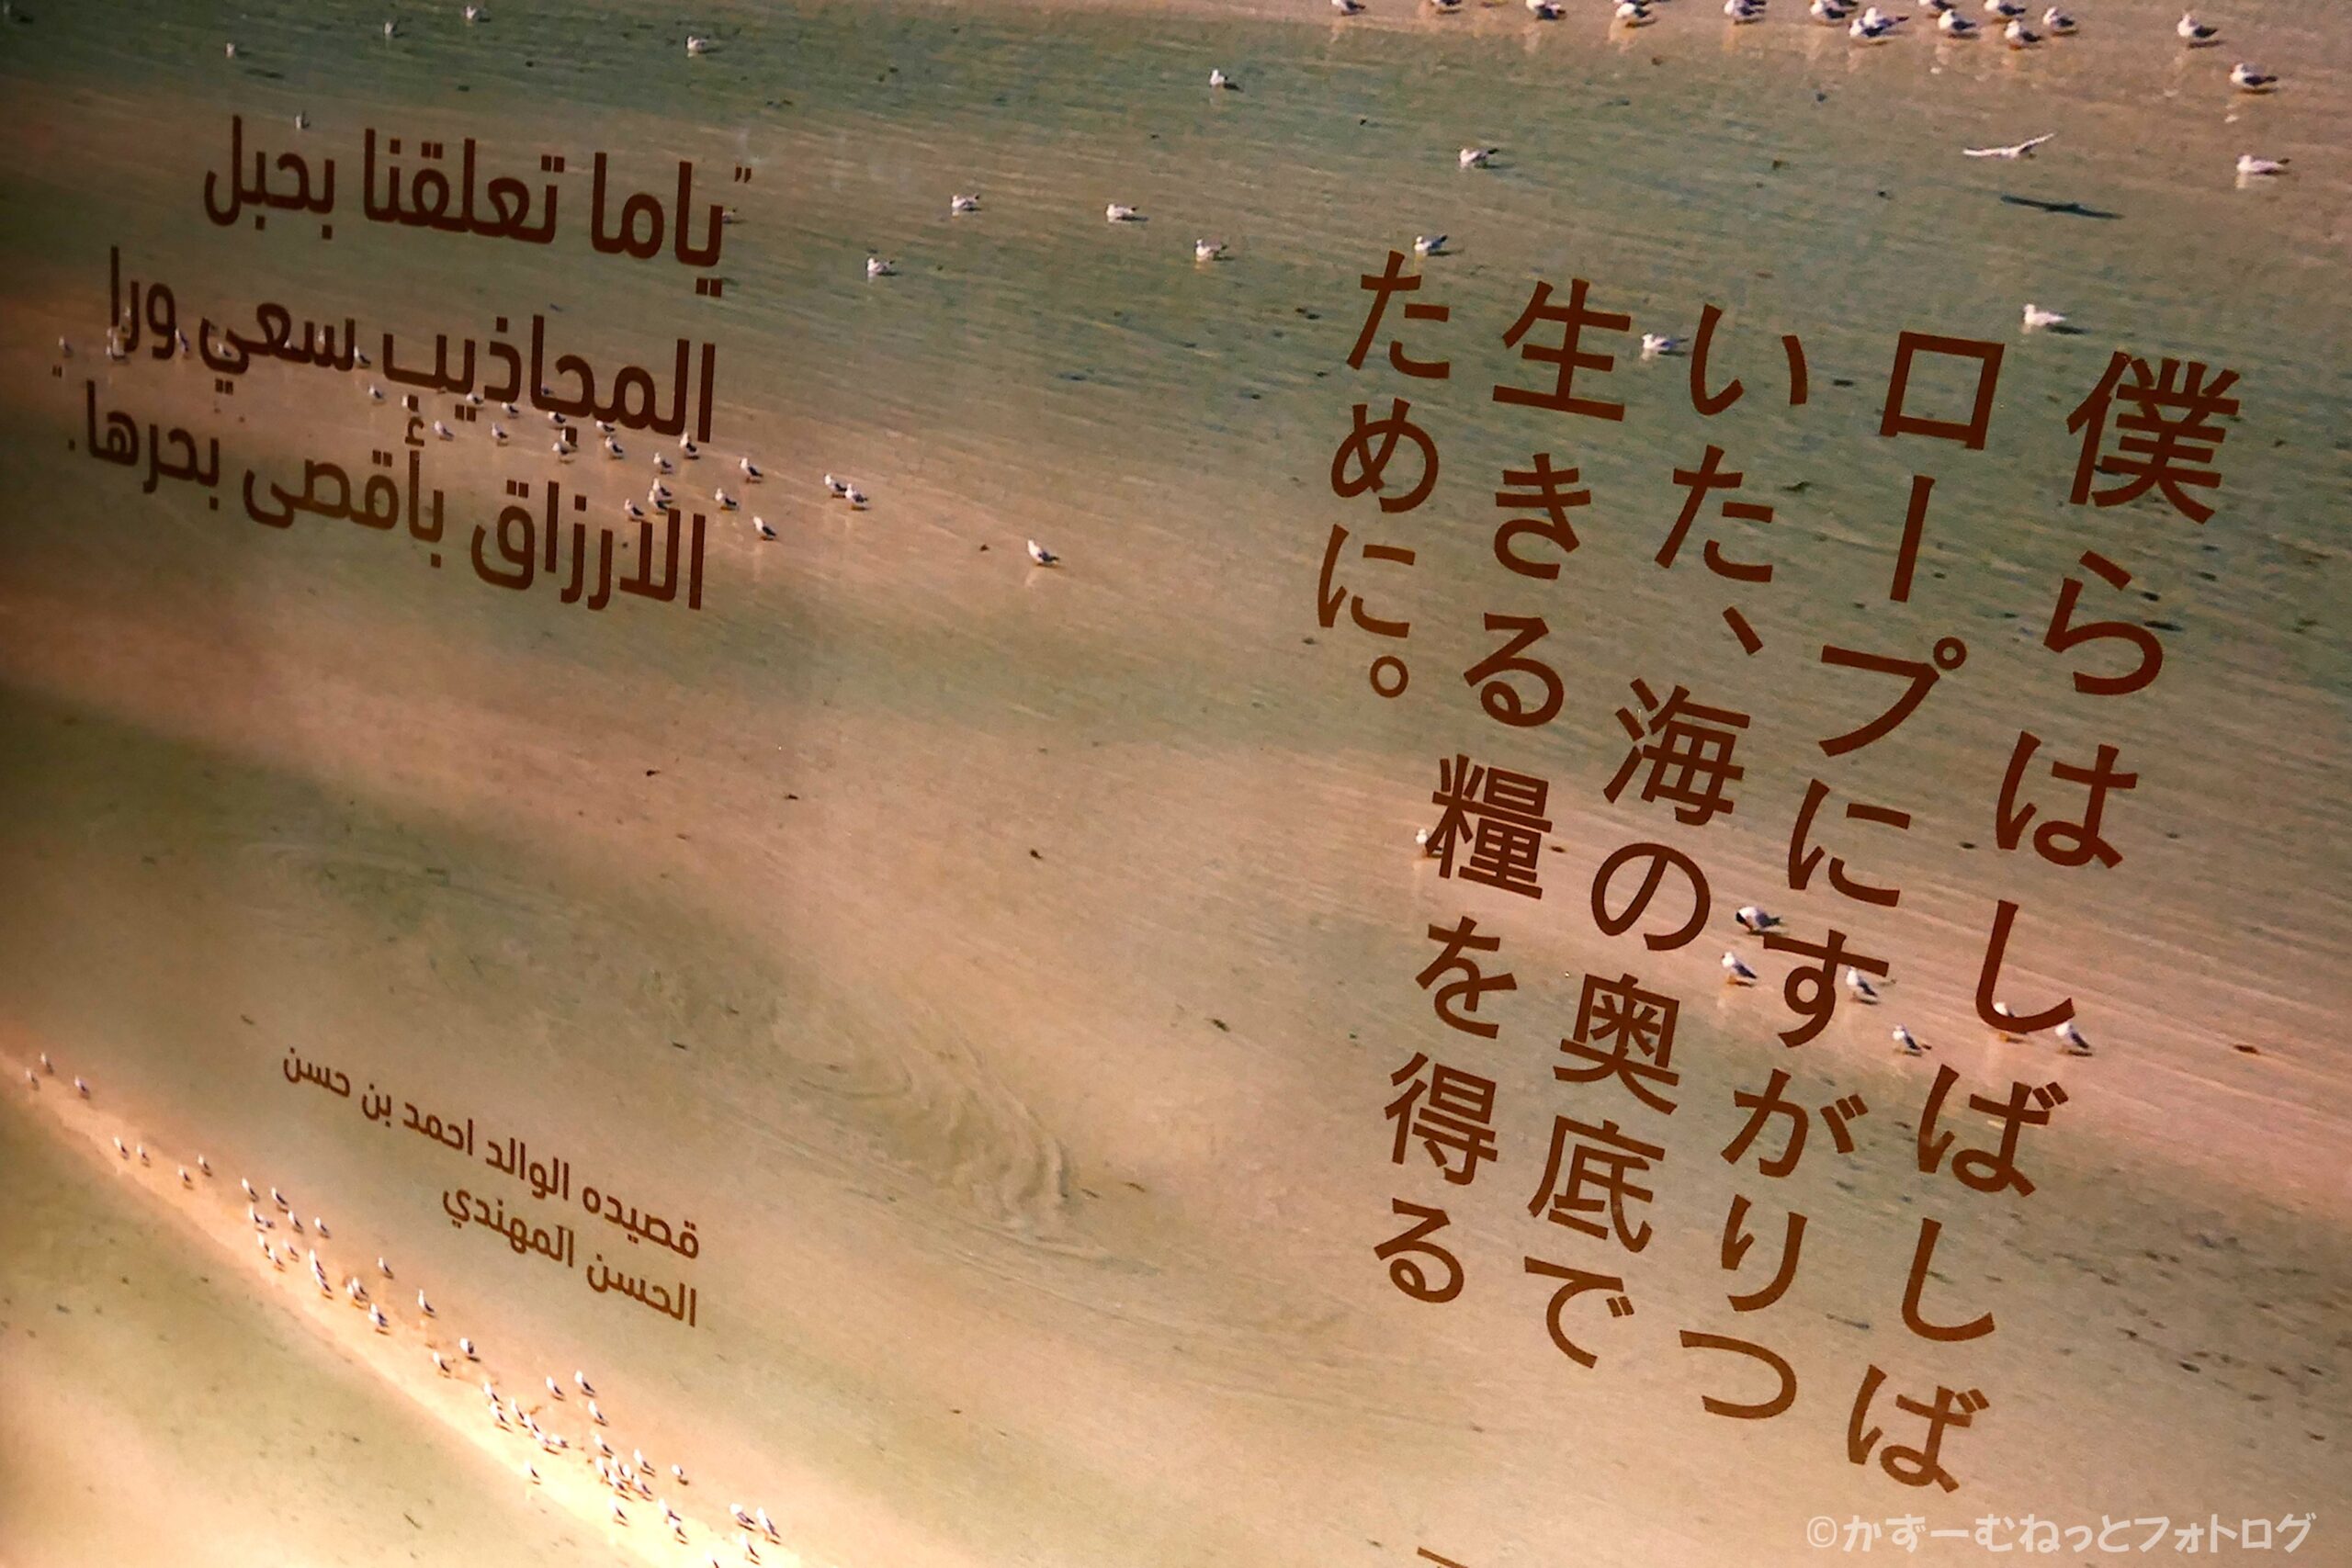 "ياما تعلقنا بحبل
المجاذيب سعي ورا
الارزاق بأقصى بحرها."
قصيده الوالد احمد بن حسن
الحسن المهندي
僕らはしばしば
ロープにすがりつ
いた、海の奥底で
生きる糧を得る
ために。
©かずーむねっとフォトログ